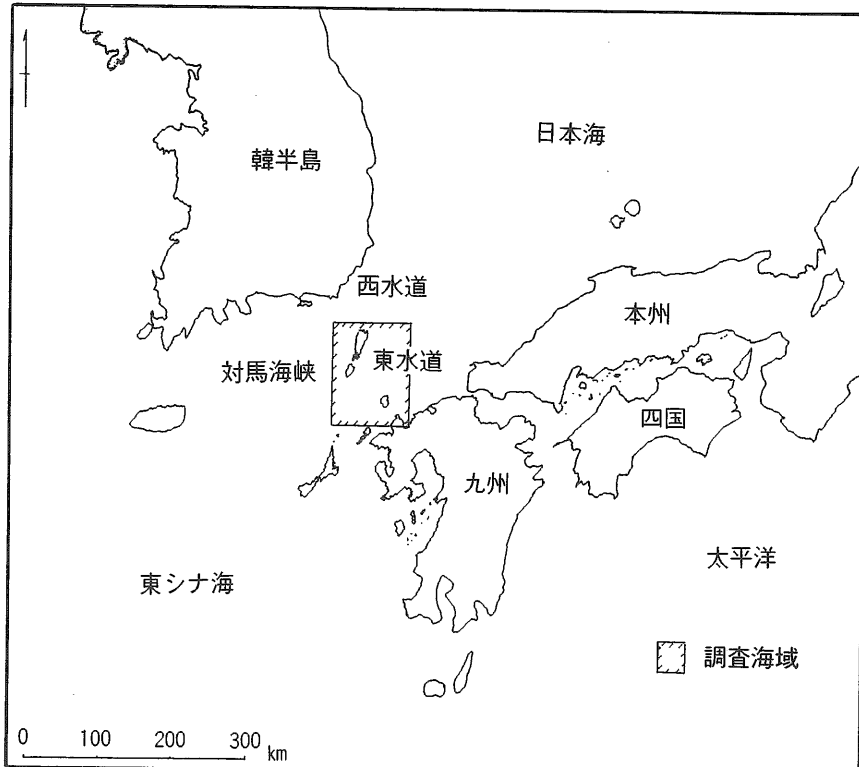 日本海
韓半島
西水道
本州
東水道
対馬海峡
四国
九州
太平洋
東シナ海
調査海域
0 100 200 300 km